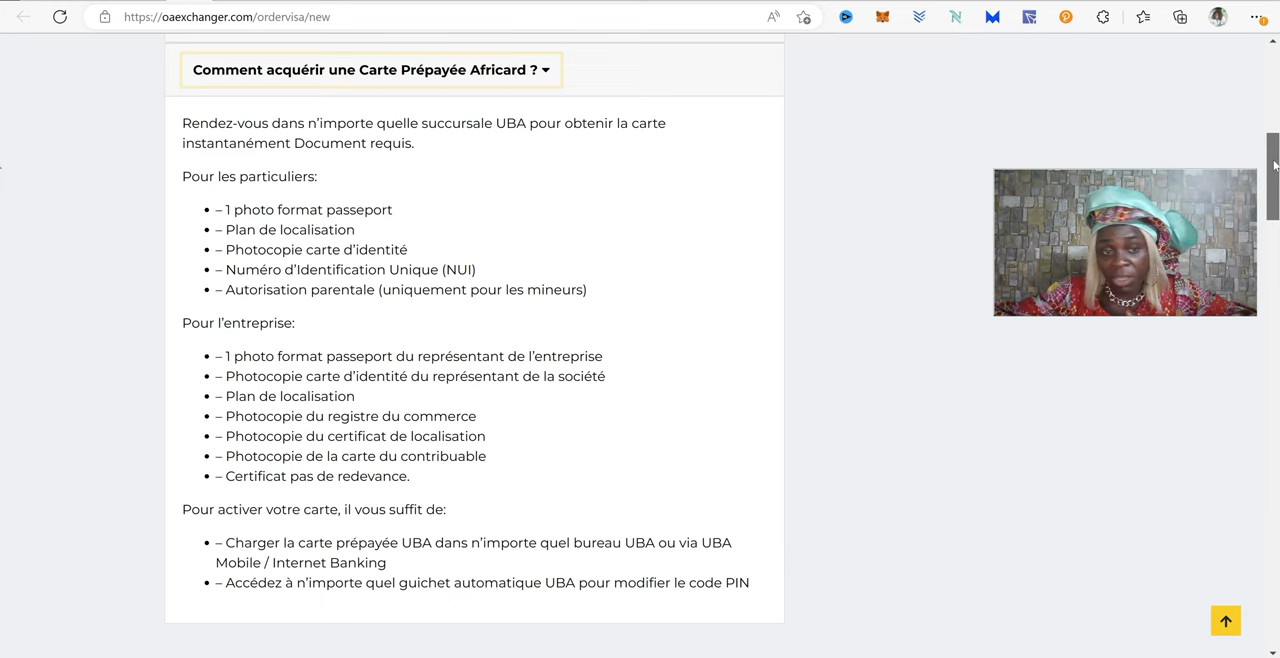 https://oaexchanger.com/ordervisa/new
Comment acquérir une Carte Prépayée Africard ?
Rendez-vous dans n'importe quelle succursale UBA pour obtenir la carte
instantanément Document requis.
Pour les particuliers:
• – 1 photo format passeport
• – Plan de localisation
• – Photocopie carte d'identité
• – Numéro d'Identification Unique (NUI)
• – Autorisation parentale (uniquement pour les mineurs)
Pour l'entreprise:
• – 1 photo format passeport du représentant de l'entreprise
• – Photocopie carte d'identité du représentant de la société
• – Plan de localisation
• – Photocopie du registre du commerce
• – Photocopie du certificat de localisation
• – Photocopie de la carte du contribuable
• – Certificat pas de redevance.
Pour activer votre carte, il vous suffit de:
• – Charger la carte prépayée UBA dans n'importe quel bureau UBA ou via UBA
Mobile / Internet Banking
• – Accédez à n'importe quel guichet automatique UBA pour modifier le code PIN